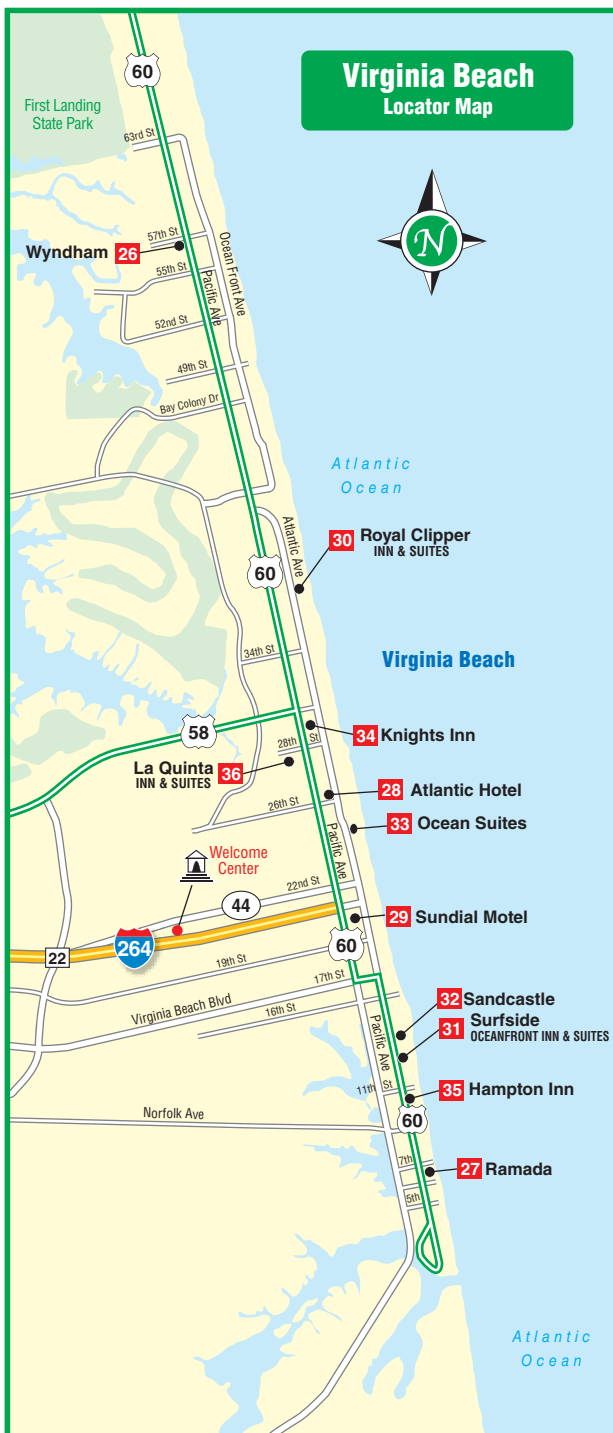 Virginia Beach
Locator Map
60
First Landing
State Park
63rd St
N
57th St
Wyndham 26
Ocean Front Ave
55th St
Pacific Ave
52nd St
49th St
Bay Colony Dr
Atlantic
Ocean
Atlantic Ave
30 Royal Clipper
INN & SUITES
60
34th St
Virginia Beach
58
34 Knights Inn
28th St
La Quinta 36
INN & SUITES
28 Atlantic Hotel
26th St
33 Ocean Suites
Pacific Ave
Welcome
Center
22nd St
44
29 Sundial Motel
264
22
60
19th St
17th St
32 Sandcastle
Virginia Beach Blvd
16th St
31 Surfside
OCEANFRONT INN & SUITES
Pacific Ave
11th St
35 Hampton Inn
Norfolk Ave
60
7th
27 Ramada
5th
Atlantic
Ocean